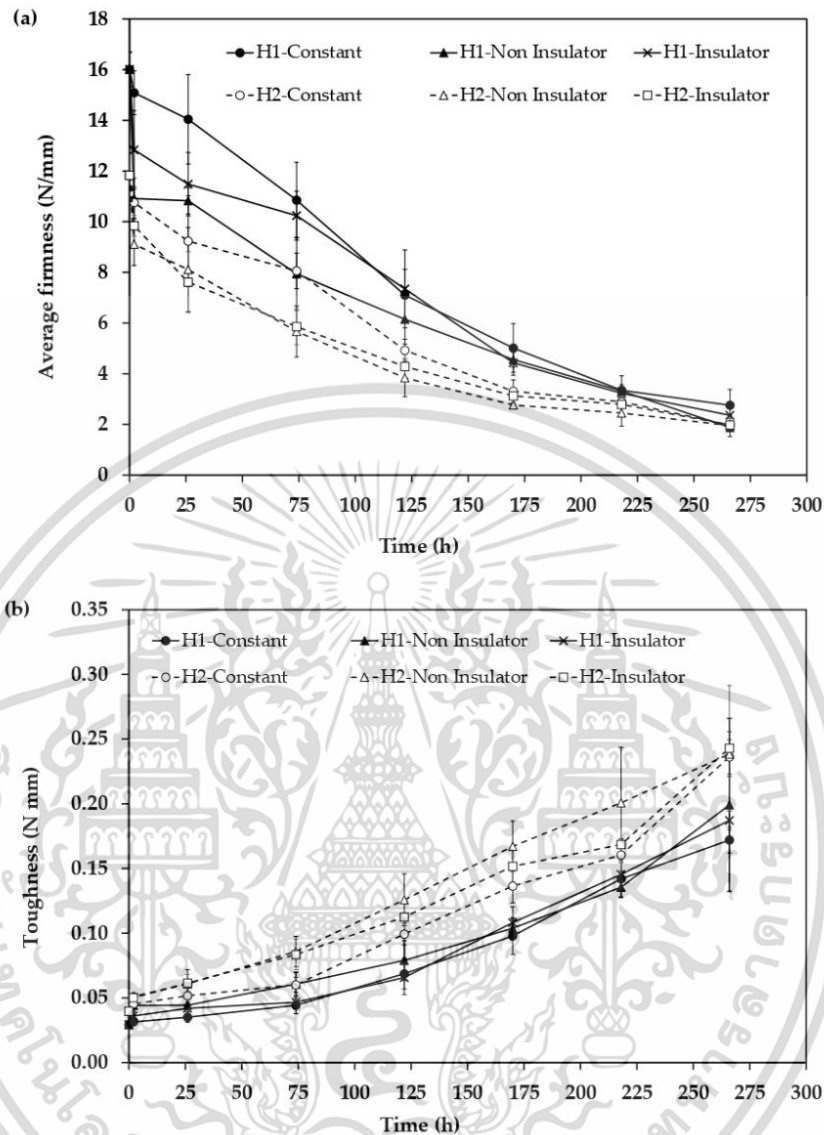 (a)
18
16
14
12
10
8
6
4
2
0
Average firmness (N/mm)
H1-Constant H1-Non Insulator H1-Insulator
H2-Constant H2-Non Insulator H2-Insulator
0 25 50 75 100 125 150 175 200 225 250 275 300
Time (h)
(b)
0.35
0.30
0.25
0.20
0.15
0.10
0.05
0.00
Toughness (N mm)
H1-Constant H1-Non Insulator H1-Insulator
H2-Constant H2-Non Insulator H2-Insulator
0 25 50 75 100 125 150 175 200 225 250 275 300
Time (h)